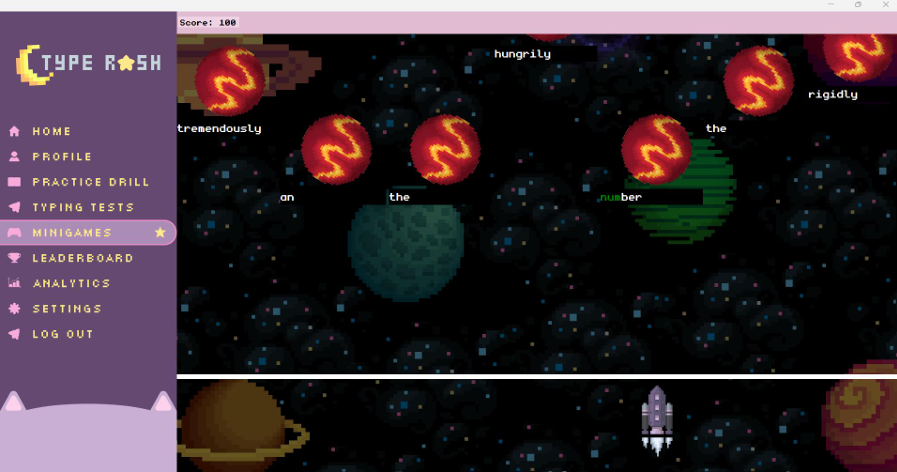 Score: 100
TYPE RUSH
HOME
PROFILE
PRACTICE DRILL
TYPING TESTS
MINIGAMES
LEADERBOARD
ANALYTICS
SETTINGS
LOG OUT
hungrily
rigidly
tremendously
the
an
the
number